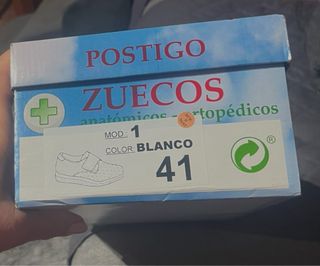 POSTIGO
ZUECOS
anatómicos - ortopédicos
MOD.: 1
COLOR: BLANCO
41
®